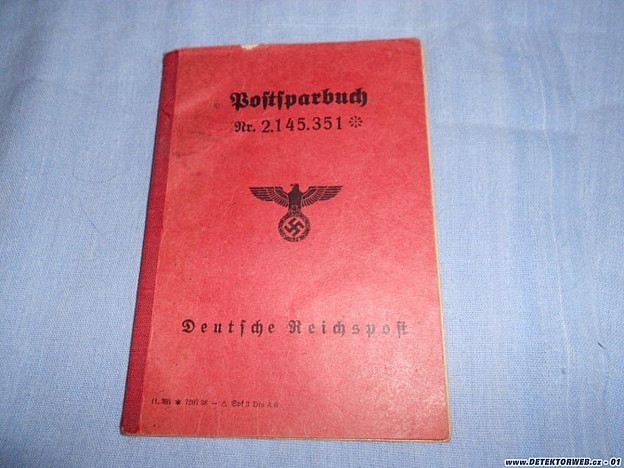 Postsparbuch
Nr. 2.145.351 ✻
Deutsche Reichspost
www.DETEKTORWEB.cz - 01